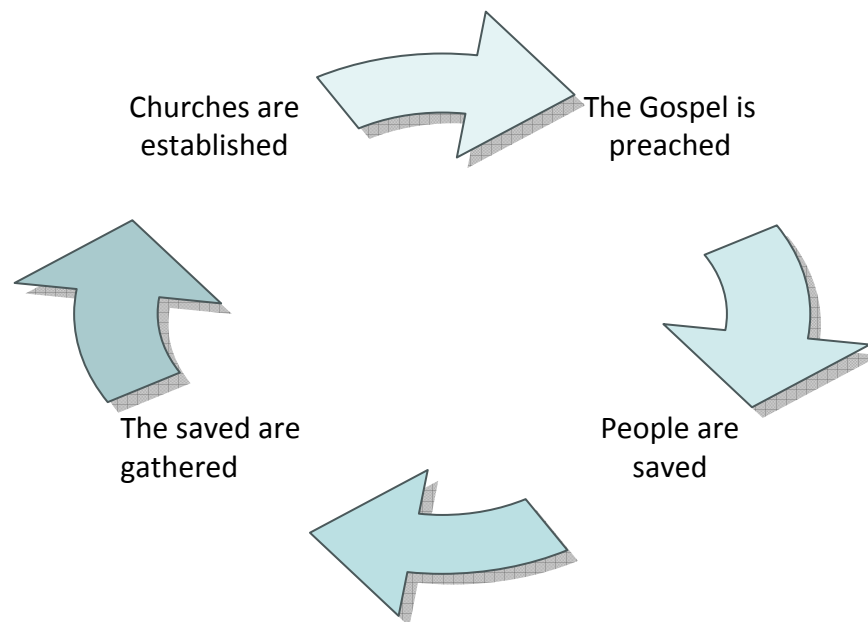 Churches are
established
The Gospel is
preached
People are
saved
The saved are
gathered